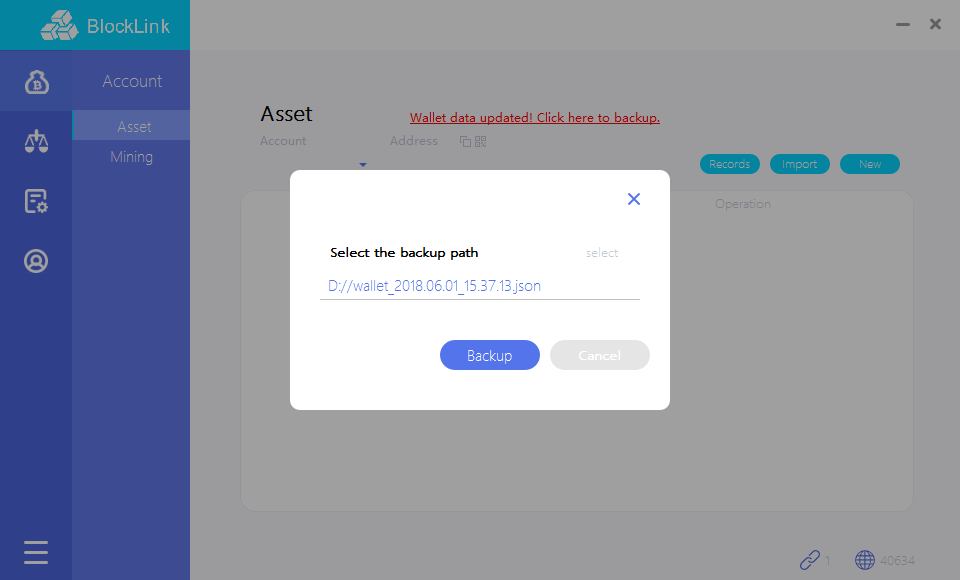 BlockLink
Account
Asset
Mining
Asset
Wallet data updated! Click here to backup.
Account
Address
Records
Import
New
Operation
Select the backup path
select
D://wallet_2018.06.01_15.37.13.json
Backup
Cancel
1
40634